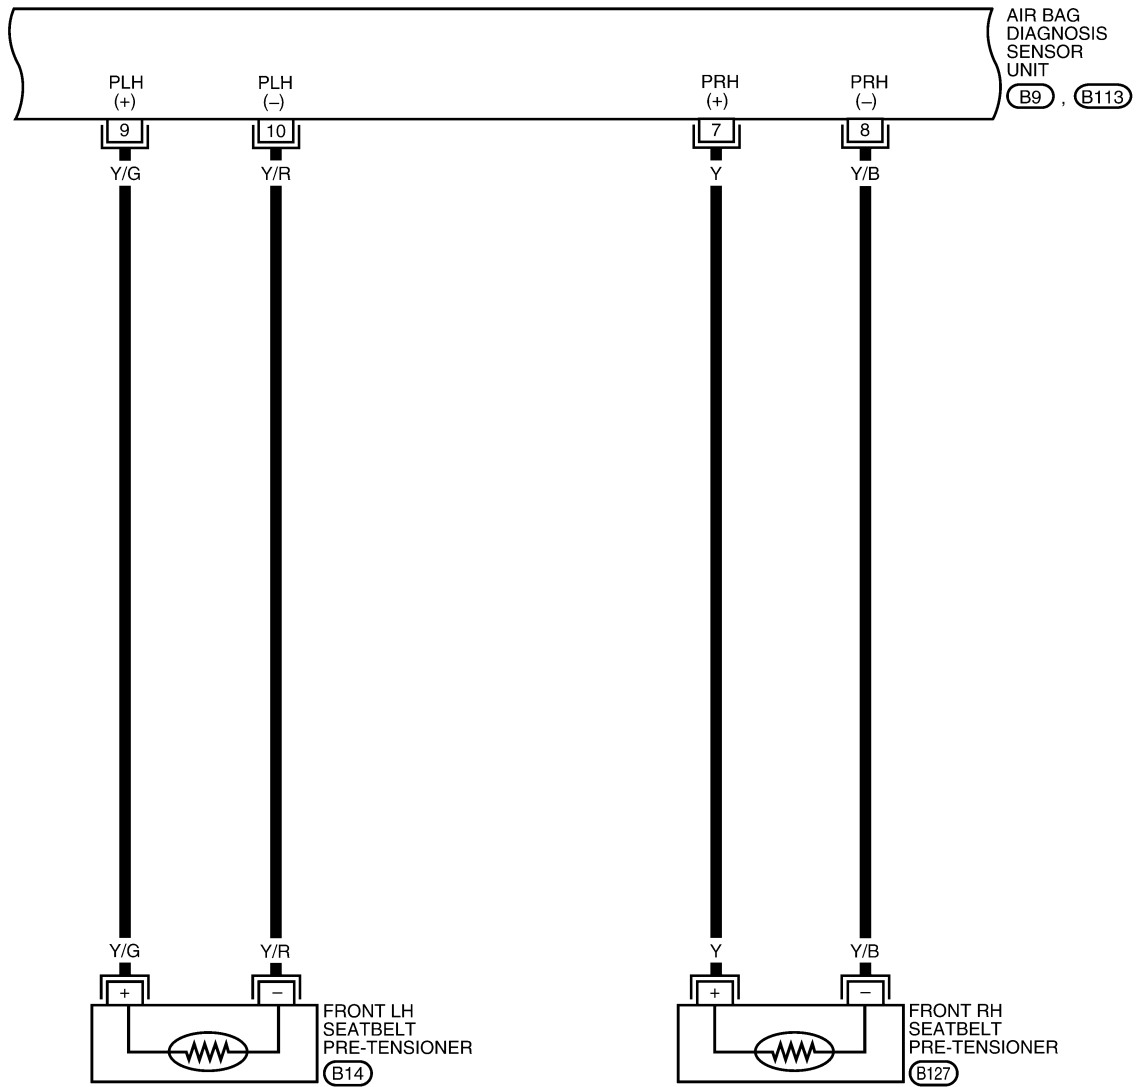 AIR BAG
DIAGNOSIS
SENSOR
UNIT
B9 , B113
PLH PLH PRH PRH
(+) (–) (+) (–)
9 10 7 8
Y/G Y/R Y Y/B
Y/G Y/R Y Y/B
+ – + –
FRONT LH
SEATBELT
PRE-TENSIONER
B14
FRONT RH
SEATBELT
PRE-TENSIONER
B127